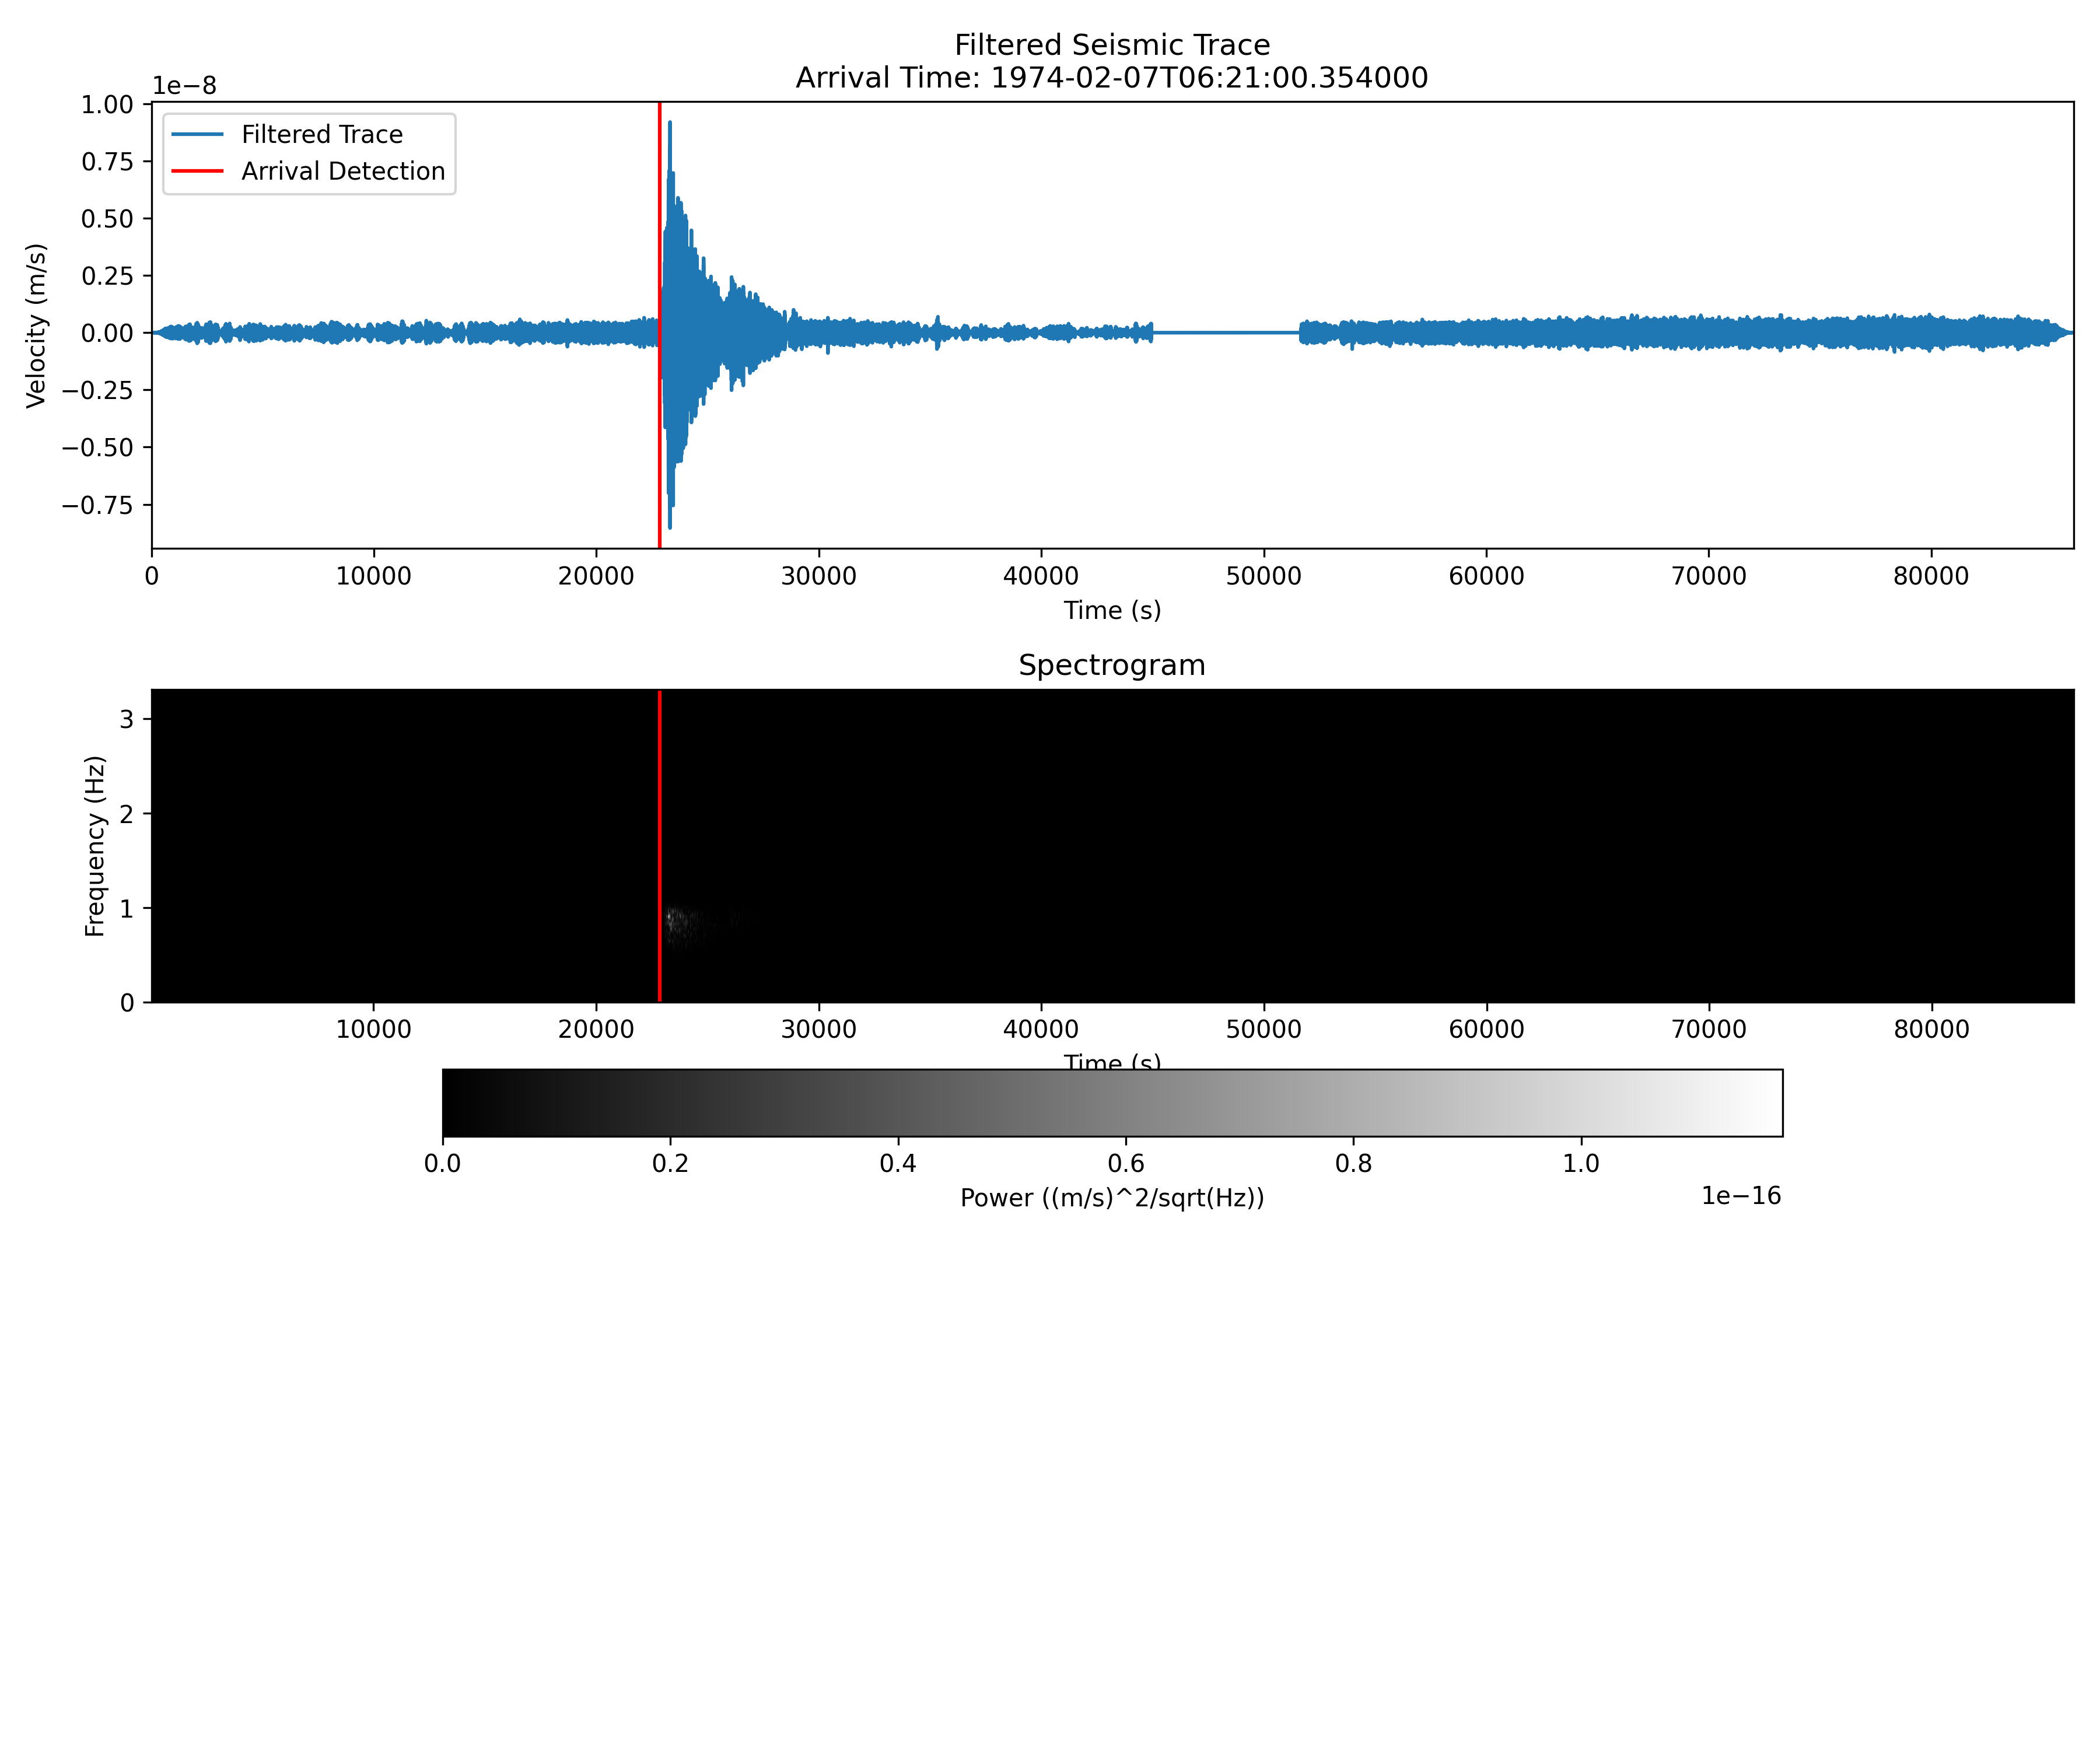 Filtered Seismic Trace
Arrival Time: 1974-02-07T06:21:00.354000
1e−8
1.00
0.75
0.50
0.25
0.00
−0.25
−0.50
−0.75
Velocity (m/s)
Filtered Trace
Arrival Detection
0 10000 20000 30000 40000 50000 60000 70000 80000
Time (s)
Spectrogram
3
2
1
0
Frequency (Hz)
10000 20000 30000 40000 50000 60000 70000 80000
Time (s)
0.0 0.2 0.4 0.6 0.8 1.0
1e−16
Power ((m/s)^2/sqrt(Hz))